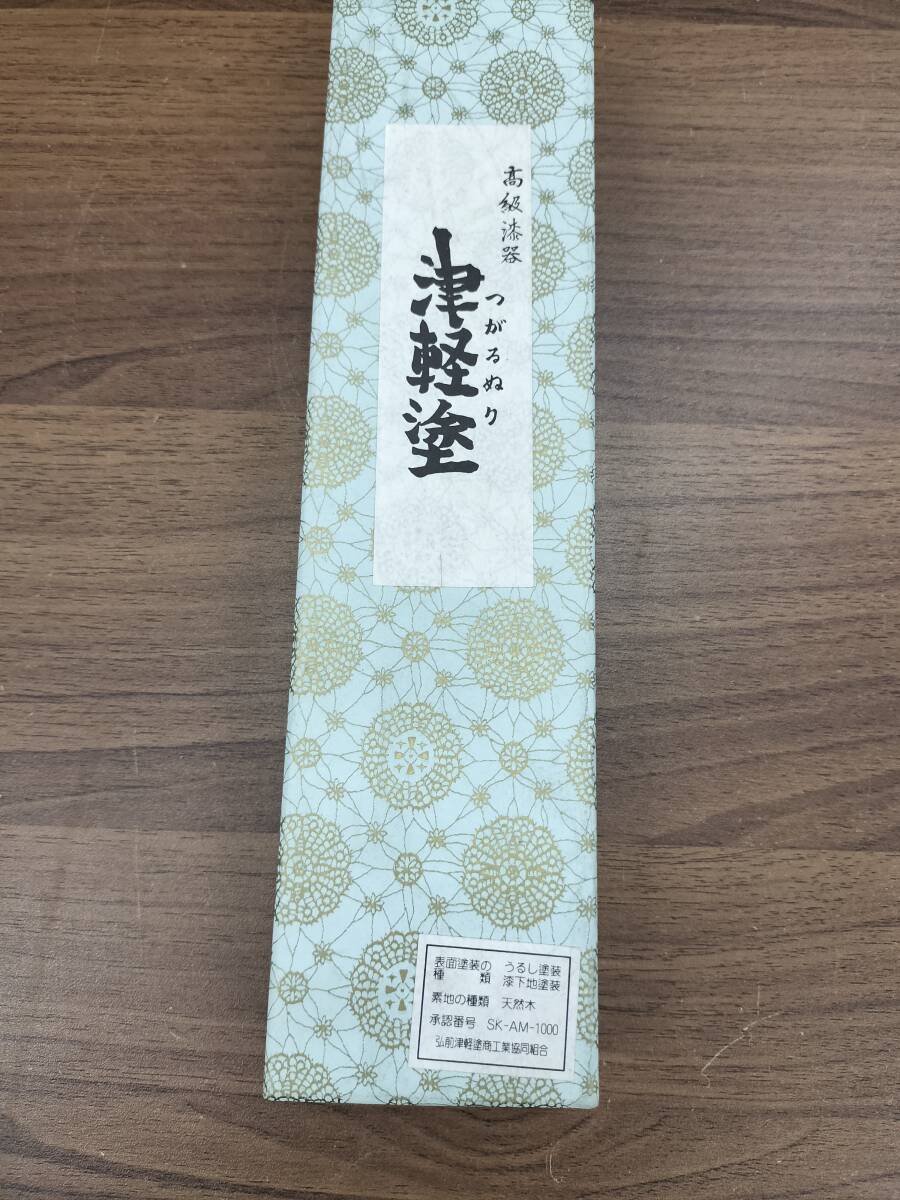 高級漆器
つがるぬり
津軽塗
表面塗装の うるし塗装
種類 漆下地塗装
素地の種類 天然木
承認番号 SK-AM-1000
弘前津軽塗商工業協同組合